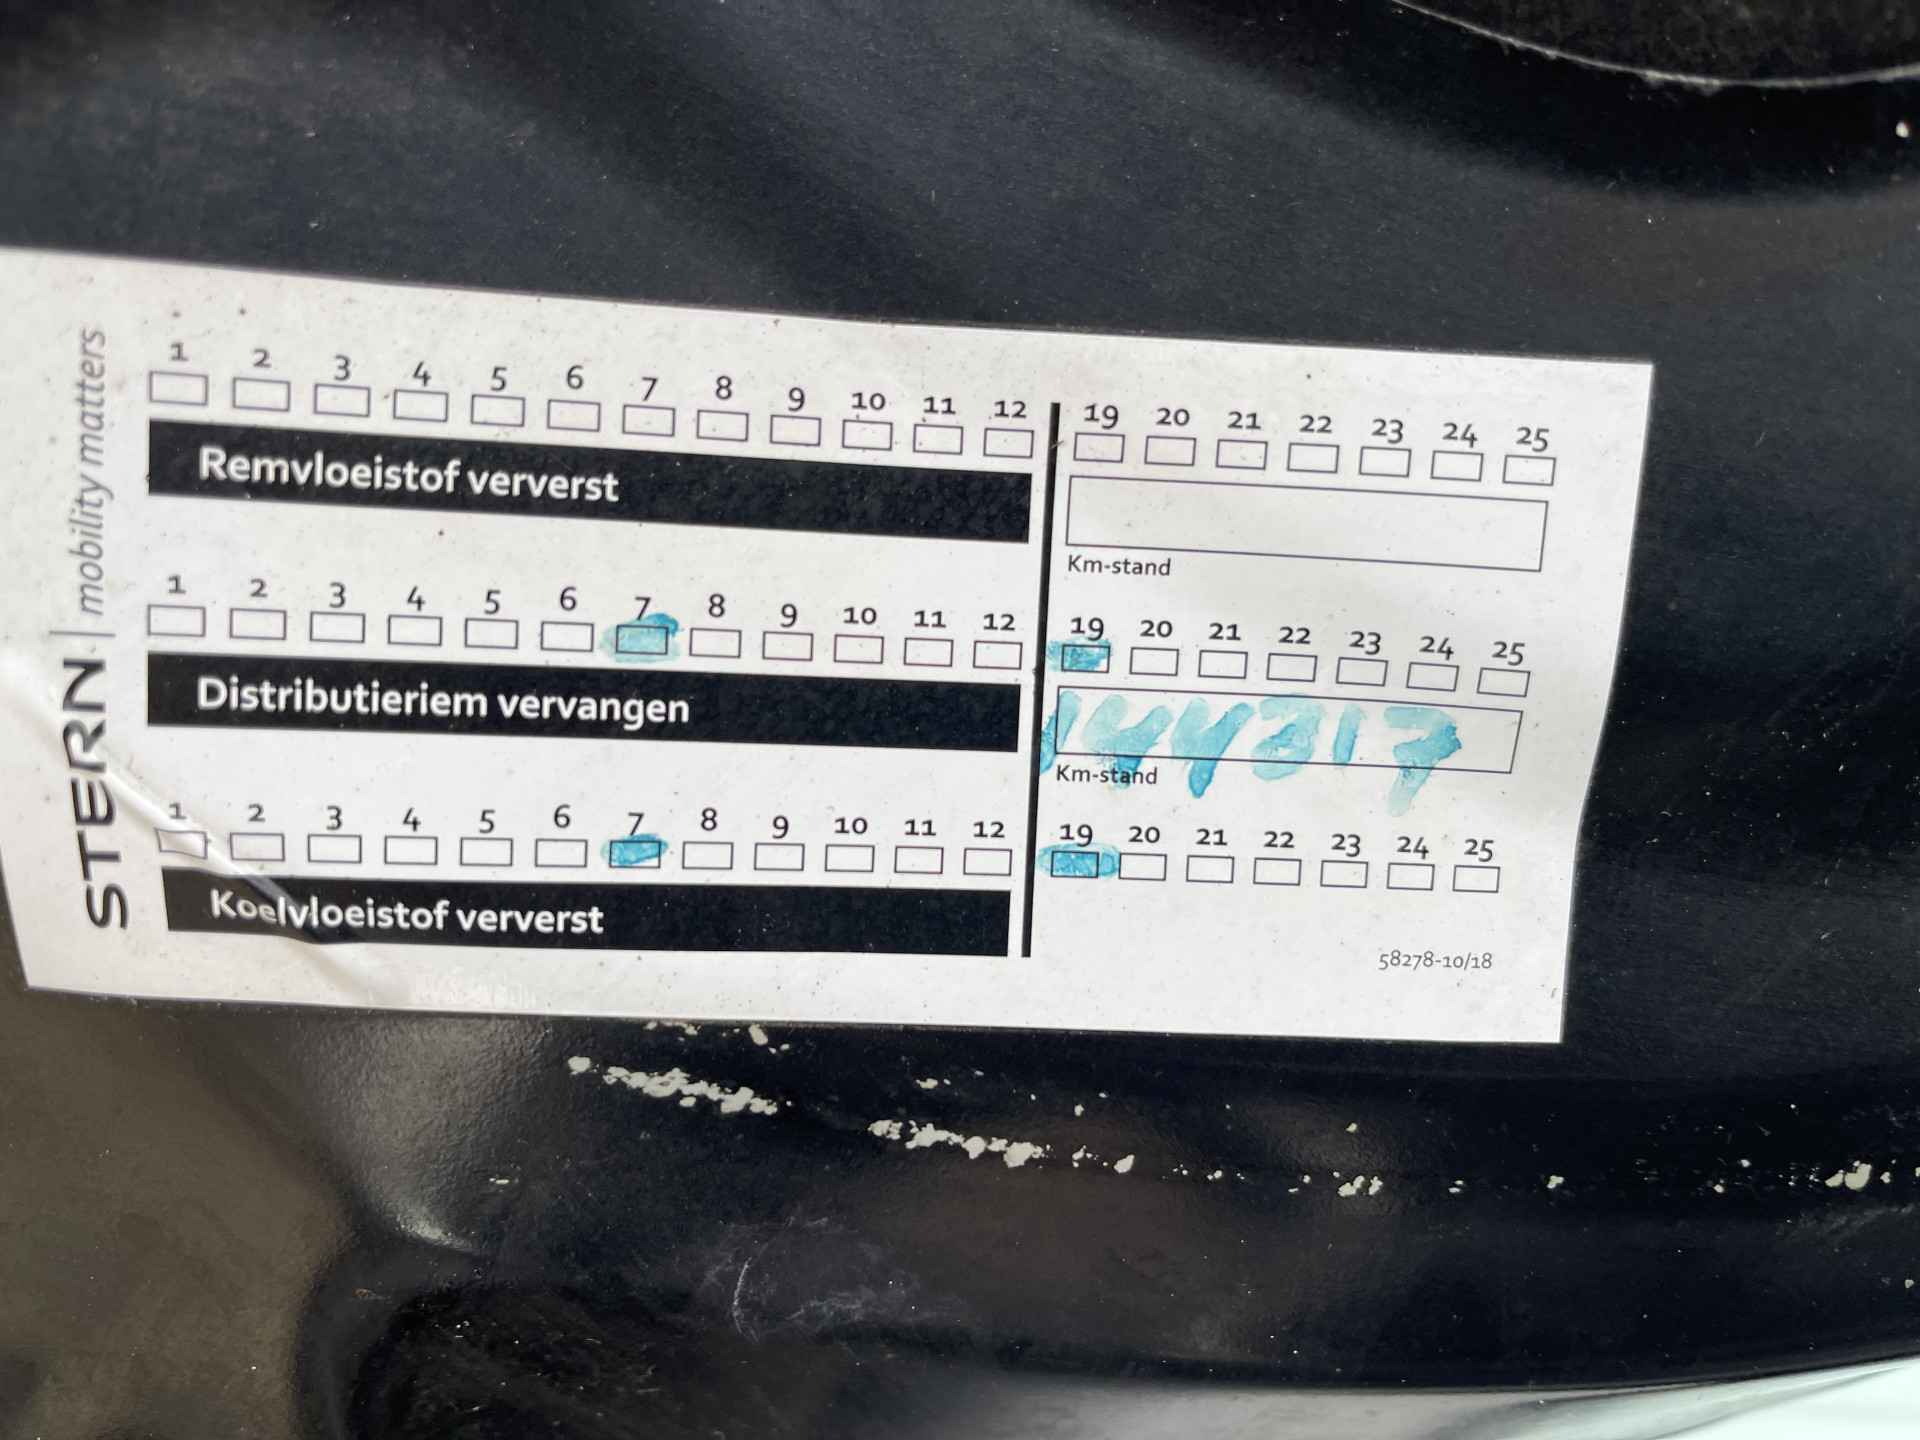 STERN | mobility matters
1 2 3 4 5 6 7 8 9 10 11 12 19 20 21 22 23 24 25
Remvloeistof ververst
Km-stand
1 2 3 4 5 6 7 8 9 10 11 12 19 20 21 22 23 24 25
Distributieriem vervangen
Km-stand
1 2 3 4 5 6 7 8 9 10 11 12 19 20 21 22 23 24 25
Koelvloeistof ververst
58278-10/18